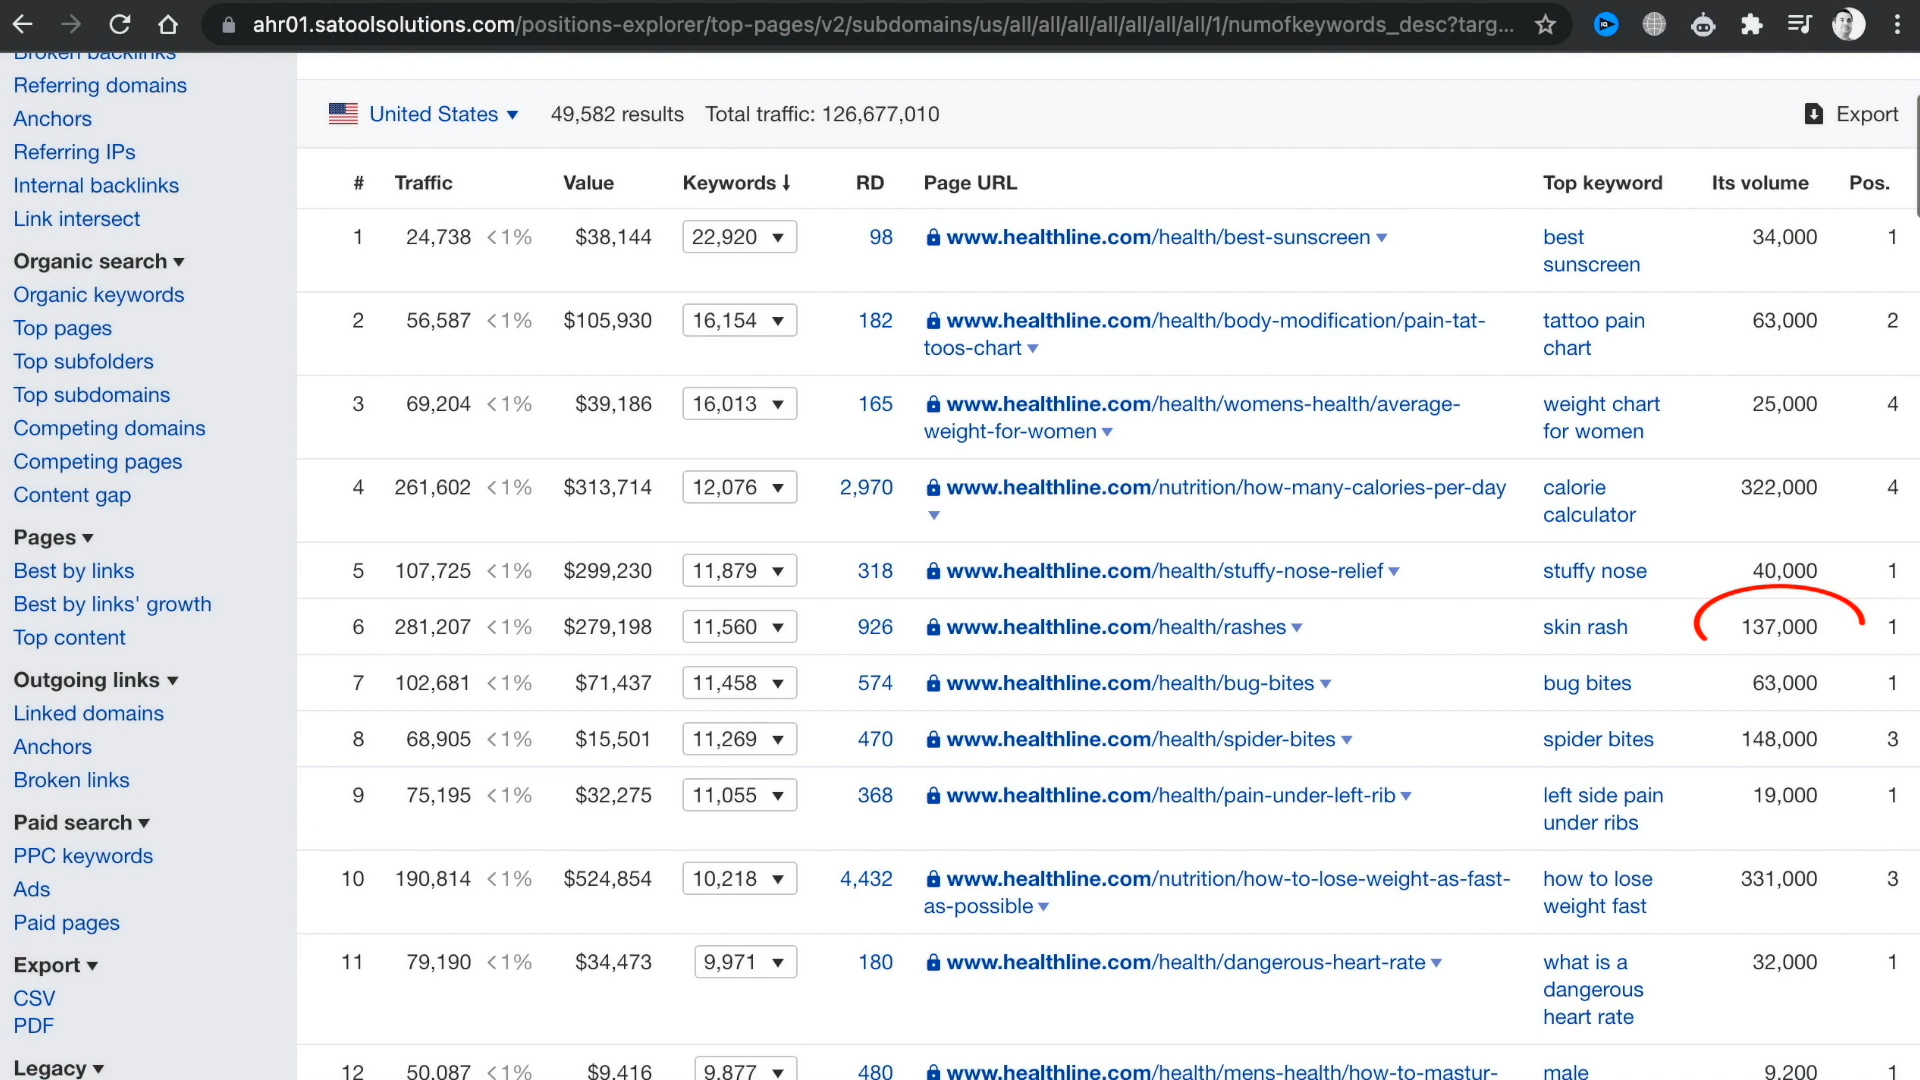 ahr01.satoolsolutions.com/positions-explorer/top-pages/v2/subdomains/us/all/all/all/all/all/all/all/1/numofkeywords_desc?targ...
Broken backlinks
Referring domains
Anchors
Referring IPs
Internal backlinks
Link intersect
Organic search
Organic keywords
Top pages
Top subfolders
Top subdomains
Competing domains
Competing pages
Content gap
Pages
Best by links
Best by links' growth
Top content
Outgoing links
Linked domains
Anchors
Broken links
Paid search
PPC keywords
Ads
Paid pages
Export
CSV
PDF
Legacy
United States 49,582 results Total traffic: 126,677,010 Export
# Traffic Value Keywords RD Page URL Top keyword Its volume Pos.
1 24,738 <1% $38,144 22,920 98 www.healthline.com/health/best-sunscreen best 34,000 1
sunscreen
2 56,587 <1% $105,930 16,154 182 www.healthline.com/health/body-modification/pain-tat- tattoo pain 63,000 2
toos-chart chart
3 69,204 <1% $39,186 16,013 165 www.healthline.com/health/womens-health/average- weight chart 25,000 4
weight-for-women for women
4 261,602 <1% $313,714 12,076 2,970 www.healthline.com/nutrition/how-many-calories-per-day calorie 322,000 4
calculator
5 107,725 <1% $299,230 11,879 318 www.healthline.com/health/stuffy-nose-relief stuffy nose 40,000 1
6 281,207 <1% $279,198 11,560 926 www.healthline.com/health/rashes skin rash 137,000 1
7 102,681 <1% $71,437 11,458 574 www.healthline.com/health/bug-bites bug bites 63,000 1
8 68,905 <1% $15,501 11,269 470 www.healthline.com/health/spider-bites spider bites 148,000 3
9 75,195 <1% $32,275 11,055 368 www.healthline.com/health/pain-under-left-rib left side pain 19,000 1
under ribs
10 190,814 <1% $524,854 10,218 4,432 www.healthline.com/nutrition/how-to-lose-weight-as-fast- how to lose 331,000 3
as-possible weight fast
11 79,190 <1% $34,473 9,971 180 www.healthline.com/health/dangerous-heart-rate what is a 32,000 1
dangerous
heart rate
12 50,087 <1% $9,416 9,877 480 www.healthline.com/health/mens-health/how-to-mastur- male 9,200 1